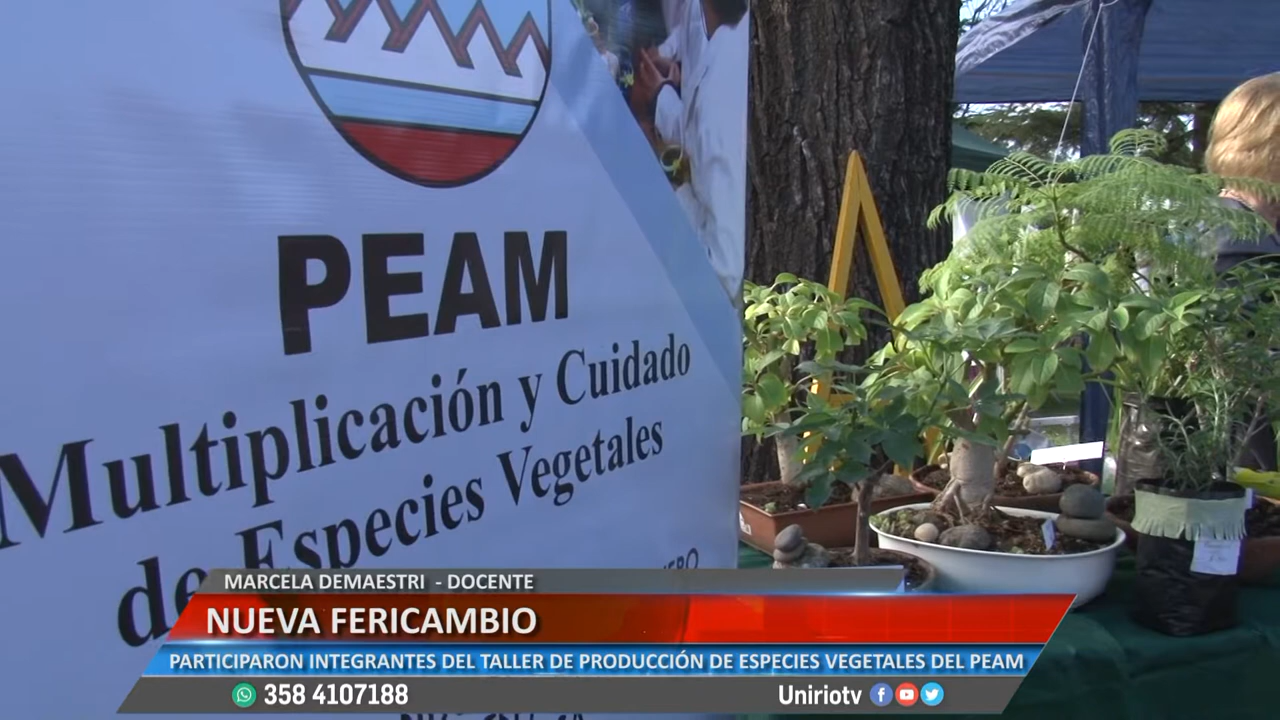 PEAM
Multiplicación y Cuidado
de Especies Vegetales
MARCELA DEMAESTRI - DOCENTE
NUEVA FERICAMBIO
PARTICIPARON INTEGRANTES DEL TALLER DE PRODUCCIÓN DE ESPECIES VEGETALES DEL PEAM
358 4107188
Uniriotv